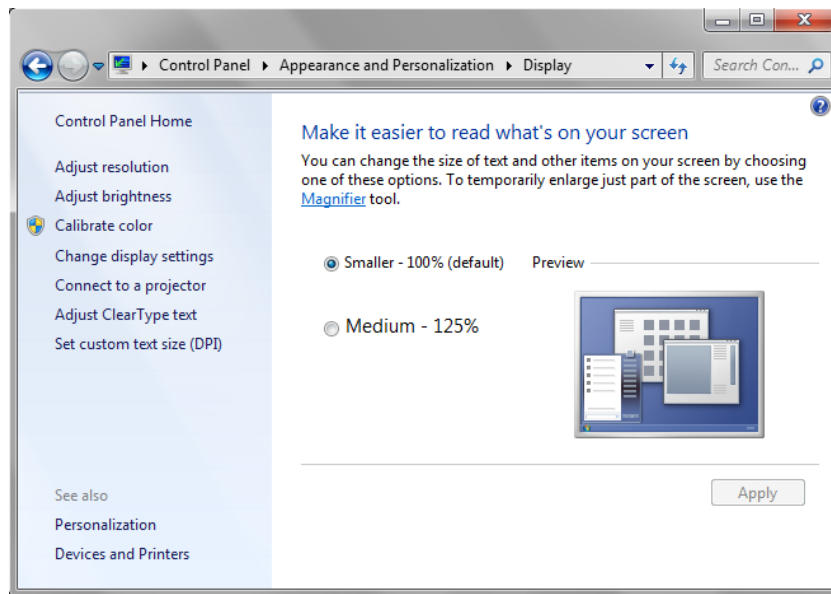 Control Panel Appearance and Personalization Display
Search Con...
Control Panel Home
Adjust resolution
Adjust brightness
Calibrate color
Change display settings
Connect to a projector
Adjust ClearType text
Set custom text size (DPI)
See also
Personalization
Devices and Printers
Make it easier to read what's on your screen
You can change the size of text and other items on your screen by choosing
one of these options. To temporarily enlarge just part of the screen, use the
Magnifier tool.
Smaller - 100% (default)
Preview
Medium - 125%
Apply